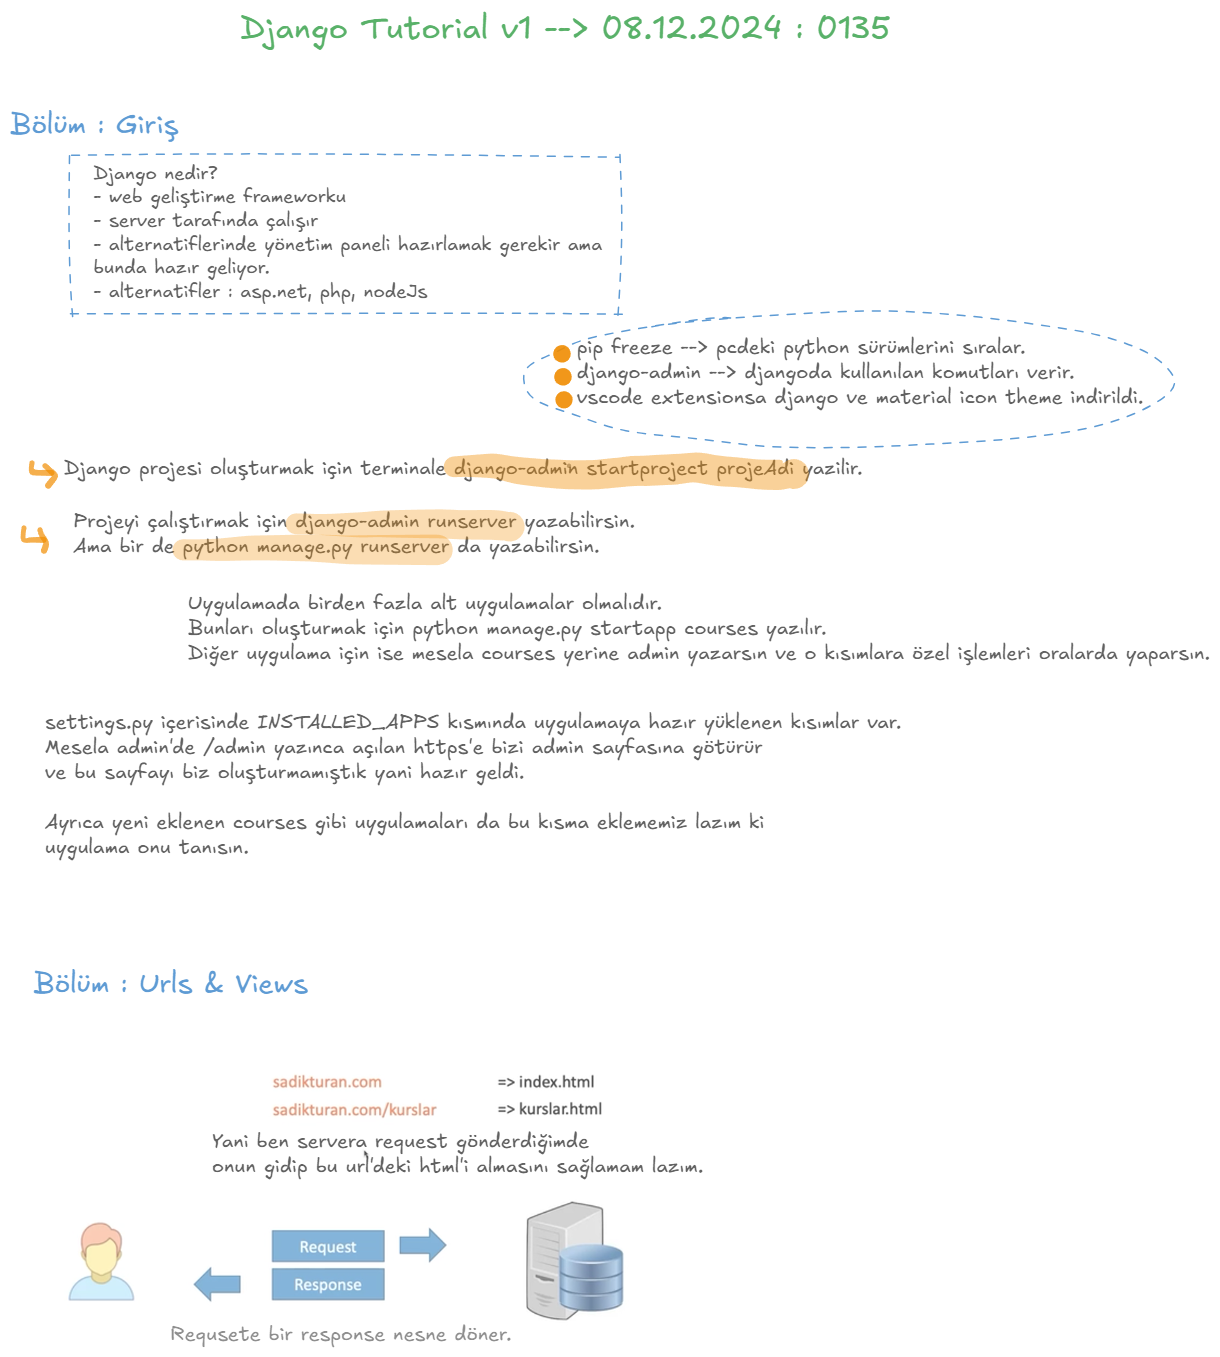 Django Tutorial v1 --> 08.12.2024 : 0135
Bölüm : Giriş
Django nedir?
- web geliştirme frameworku
- server tarafında çalışır
- alternatiflerinde yönetim paneli hazırlamak gerekir ama
bunda hazır geliyor.
- alternatifler : asp.net, php, nodeJs
pip freeze --> pcdeki python sürümlerini sıralar.
django-admin --> djangoda kullanılan komutları verir.
vscode extensionsa django ve material icon theme indirildi.
Django projesi oluşturmak için terminale django-admin startproject projeAdi yazilir.
Projeyi çalıştırmak için django-admin runserver yazabilirsin.
Ama bir de python manage.py runserver da yazabilirsin.
Uygulamada birden fazla alt uygulamalar olmalıdır.
Bunları oluşturmak için python manage.py startapp courses yazılır.
Diğer uygulama için ise mesela courses yerine admin yazarsın ve o kısımlara özel işlemleri oralarda yaparsın.
settings.py içerisinde INSTALLED_APPS kısmında uygulamaya hazır yüklenen kısımlar var.
Mesela admin'de /admin yazınca açılan https'e bizi admin sayfasına götürür
ve bu sayfayı biz oluşturmamıştık yani hazır geldi.
Ayrıca yeni eklenen courses gibi uygulamaları da bu kısma eklememiz lazım ki
uygulama onu tanısın.
Bölüm : Urls & Views
sadikturan.com => index.html
sadikturan.com/kurslar => kurslar.html
Yani ben servera request gönderdiğimde
onun gidip bu url'deki html'i almasını sağlamam lazım.
Request
Response
Requsete bir response nesne döner.